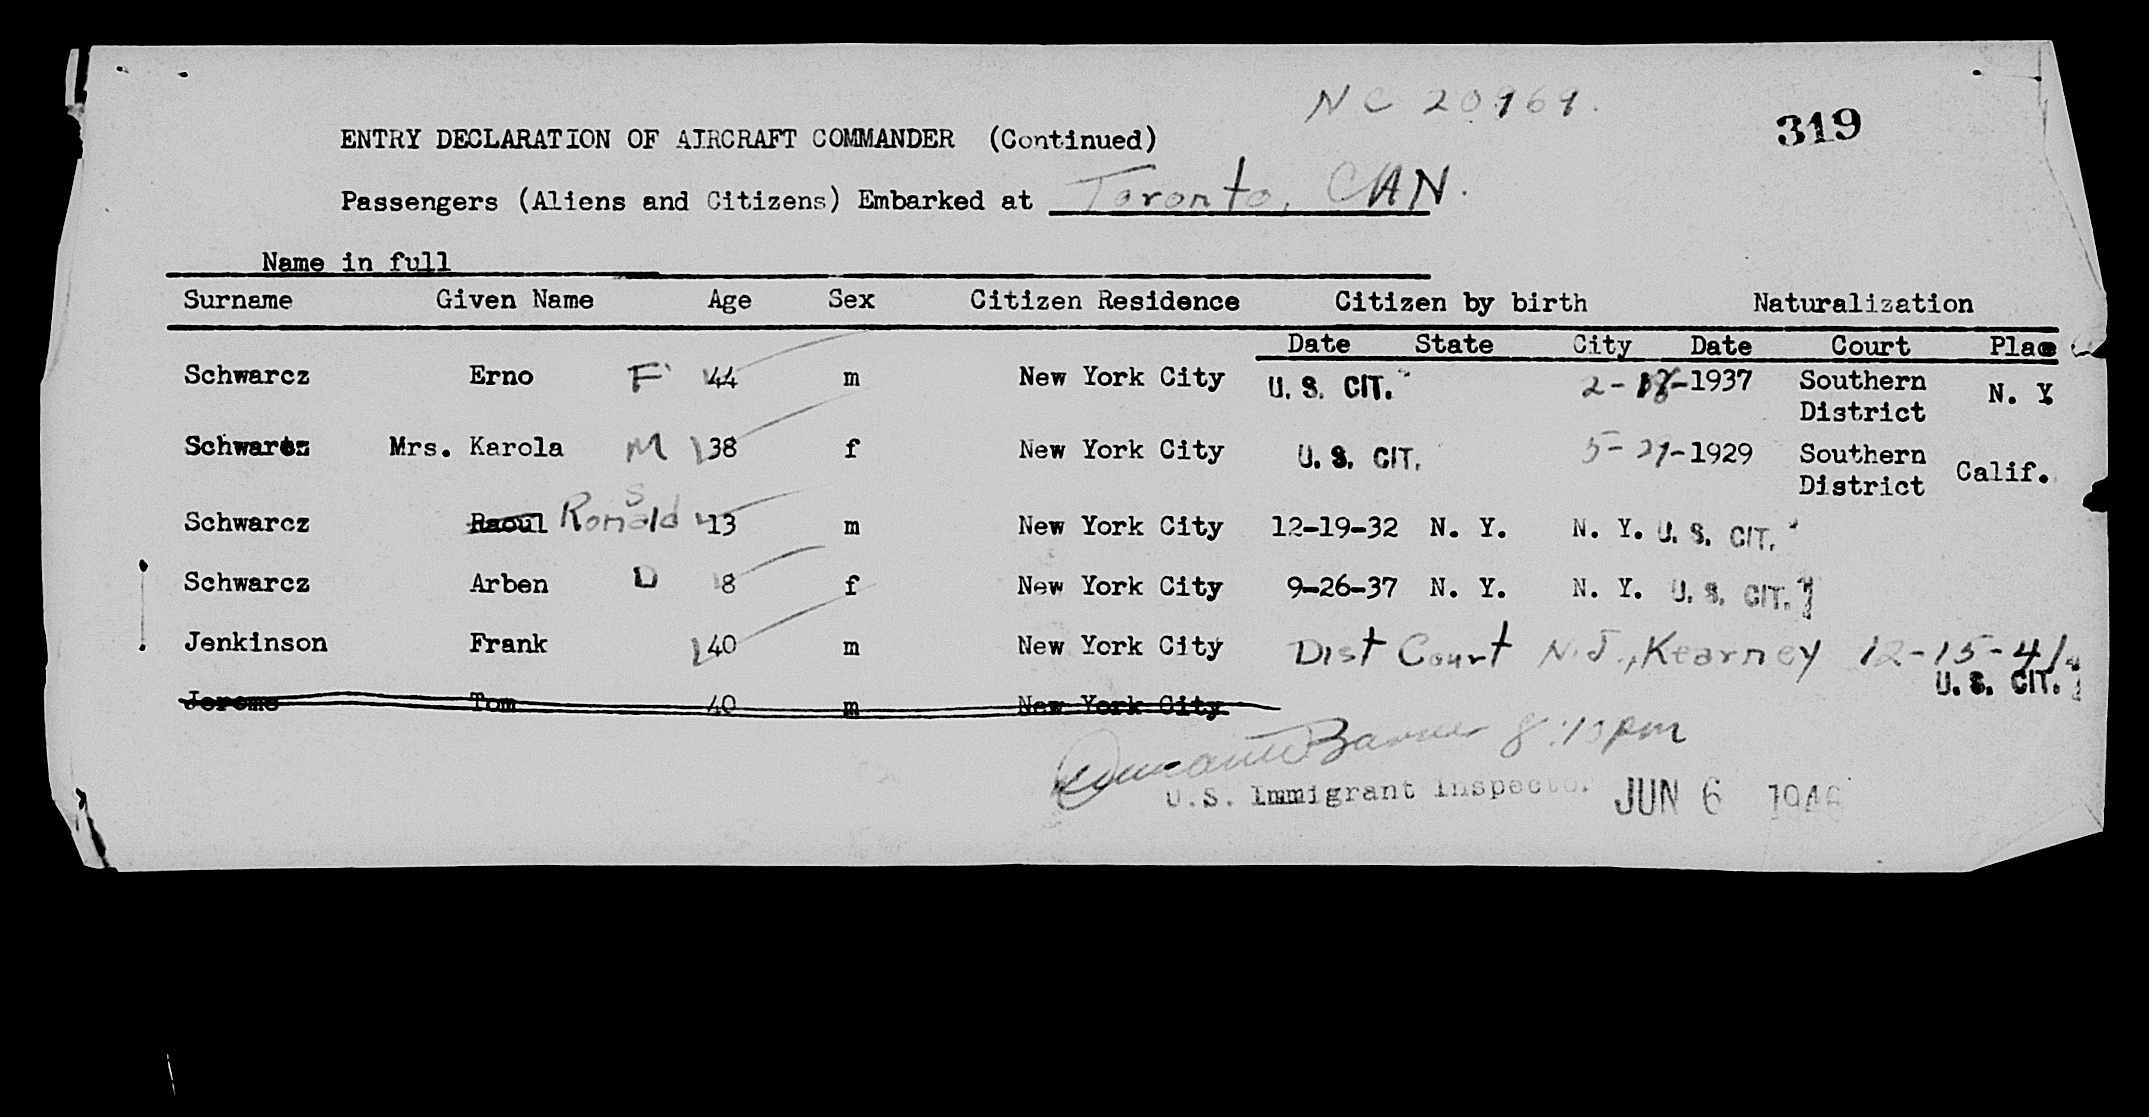 NC 20969.
319
ENTRY DECLARATION OF AIRCRAFT COMMANDER (Continued)
Passengers (Aliens and Citizens) Embarked at Toronto, CAN.
Name in full
Surname Given Name Age Sex Citizen Residence Citizen by birth Naturalization
Date State City Date Court Place
Schwarcz Erno F 44 m New York City U. S. CIT. 2- -1937 Southern District N. Y.
Schwarcz Mrs. Karola M 38 f New York City U. S. CIT. 5-27-1929 Southern District Calif.
Schwarcz Raoul Ronald S 13 m New York City 12-19-32 N. Y. N. Y. U. S. CIT.
Schwarcz Arben D 8 f New York City 9-26-37 N. Y. N. Y. U. S. CIT.
Jenkinson Frank 40 m New York City Dist Court N.J., Kearney 12-15-41
U. S. CIT.
Jerome Tom 40 m New York City
8:10 pm
U.S. Immigrant Inspector JUN 6 1946